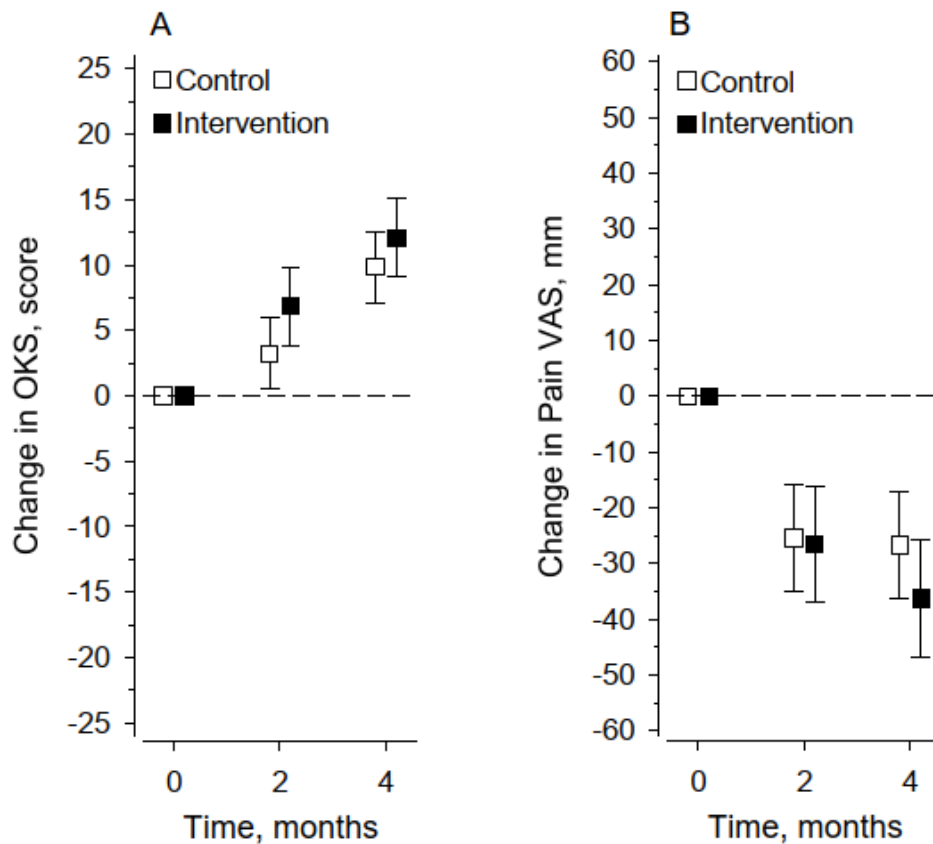 A
Control
Intervention
Change in OKS, score
25
20
15
10
5
0
-5
-10
-15
-20
-25
0 2 4
Time, months
B
Control
Intervention
Change in Pain VAS, mm
60
50
40
30
20
10
0
-10
-20
-30
-40
-50
-60
0 2 4
Time, months